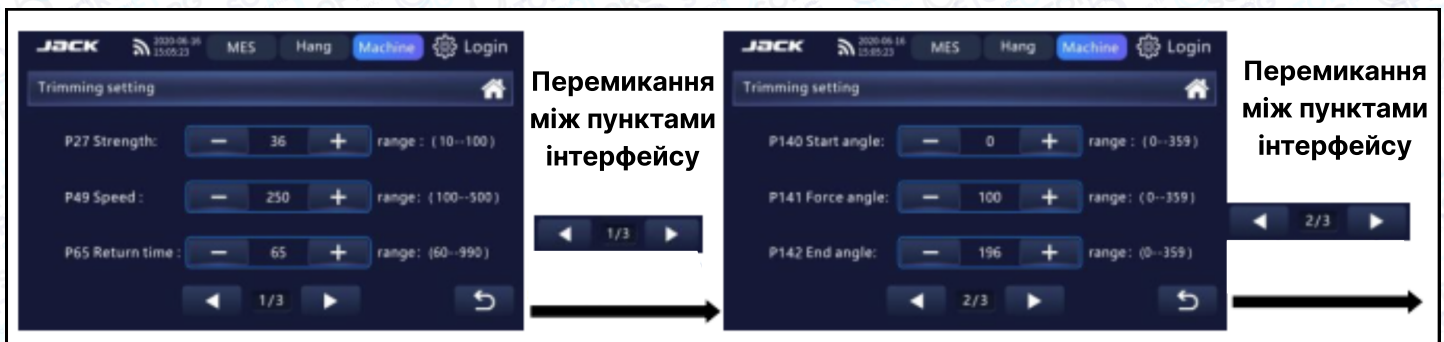 JACK 2020-06-16 15:05:23 MES Hang Machine Login
Trimming setting
P27 Strength: — 36 + range : (10--100)
P49 Speed : — 250 + range: (100--500)
P65 Return time : — 65 + range: (60--990)
◀ 1/3 ▶
Перемикання
між пунктами
інтерфейсу
◀ 1/3 ▶
JACK 2020-06-16 15:05:23 MES Hang Machine Login
Trimming setting
P140 Start angle: — 0 + range : (0--359)
P141 Force angle: — 100 + range: (0--359)
P142 End angle: — 196 + range: (0--359)
◀ 2/3 ▶
Перемикання
між пунктами
інтерфейсу
◀ 2/3 ▶